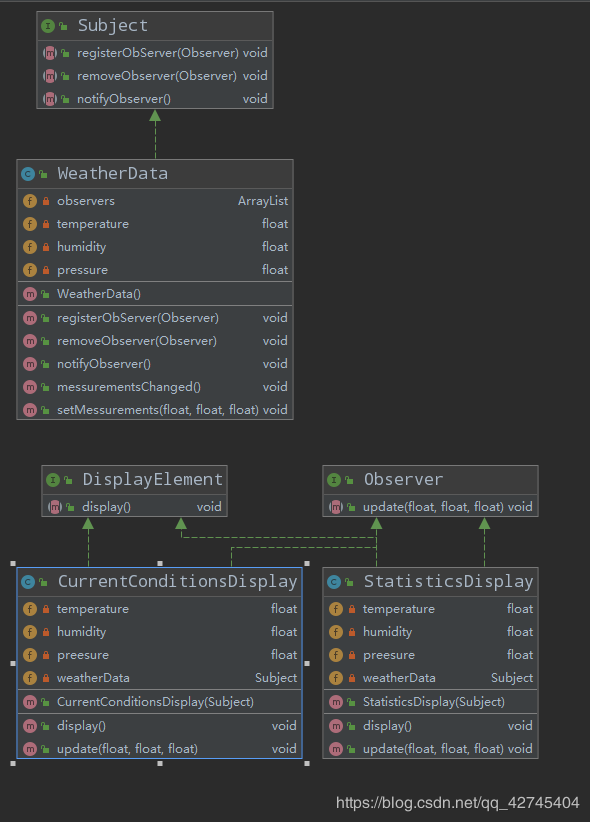 Subject
registerObServer(Observer) void
removeObserver(Observer) void
notifyObserver() void
WeatherData
observers ArrayList
temperature float
humidity float
pressure float
WeatherData()
registerObServer(Observer) void
removeObserver(Observer) void
notifyObserver() void
messurementsChanged() void
setMessurements(float, float, float) void
DisplayElement
display() void
Observer
update(float, float, float) void
CurrentConditionsDisplay
temperature float
humidity float
preesure float
weatherData Subject
CurrentConditionsDisplay(Subject)
display() void
update(float, float, float) void
StatisticsDisplay
temperature float
humidity float
preesure float
weatherData Subject
StatisticsDisplay(Subject)
display() void
update(float, float, float) void
https://blog.csdn.net/qq_42745404